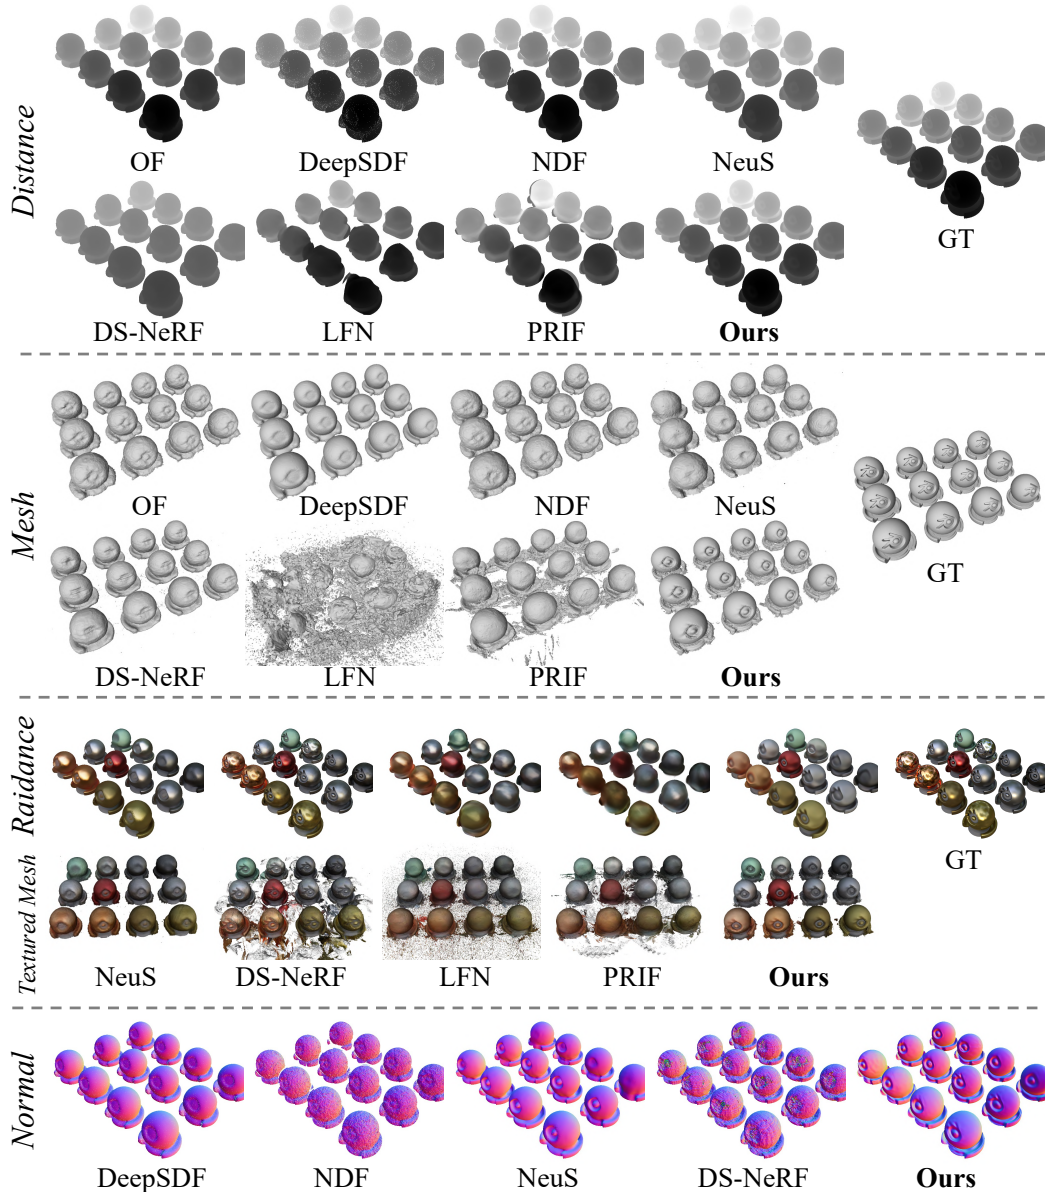 Distance
OF DeepSDF NDF NeuS
GT
DS-NeRF LFN PRIF Ours
Mesh
OF DeepSDF NDF NeuS
GT
DS-NeRF LFN PRIF Ours
Raidance
GT
Textured Mesh
NeuS DS-NeRF LFN PRIF Ours
Normal
DeepSDF NDF NeuS DS-NeRF Ours